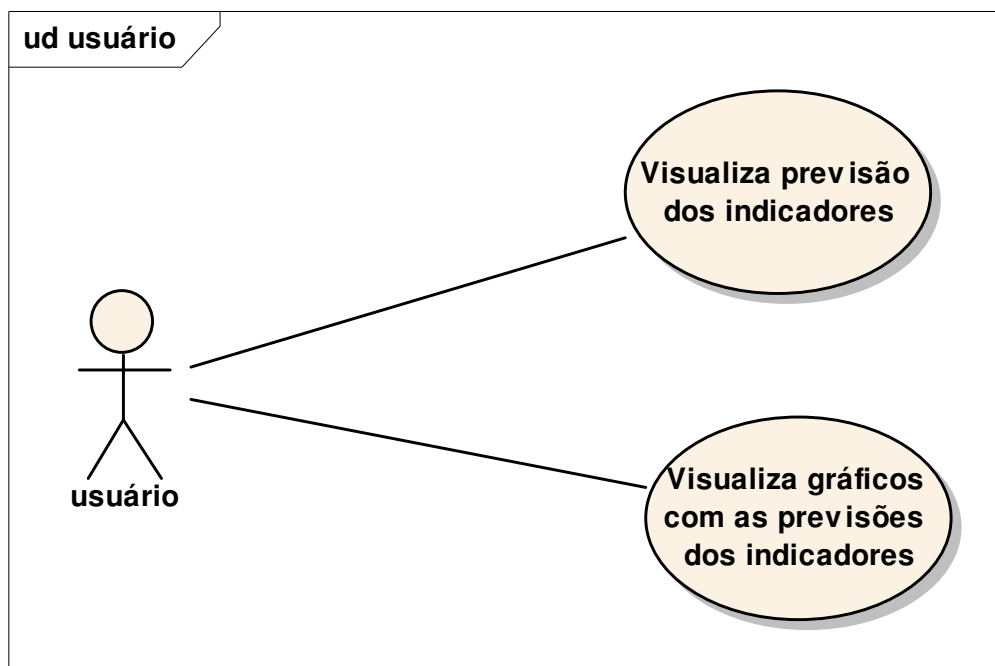 ud usuário
Visualiza previsão
dos indicadores
usuário
Visualiza gráficos
com as previsões
dos indicadores